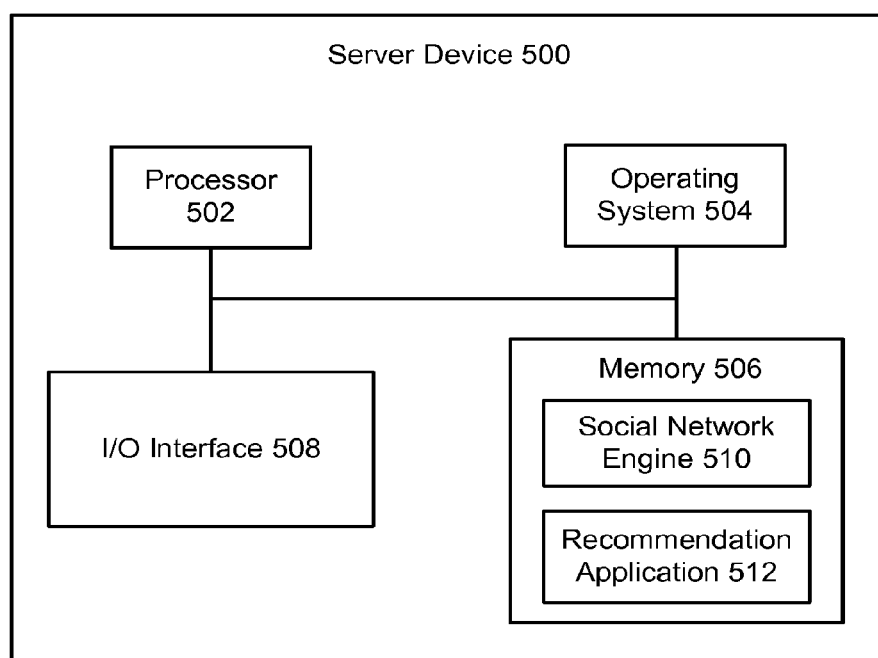 Server Device 500
Processor
502
Operating
System 504
I/O Interface 508
Memory 506
Social Network
Engine 510
Recommendation
Application 512